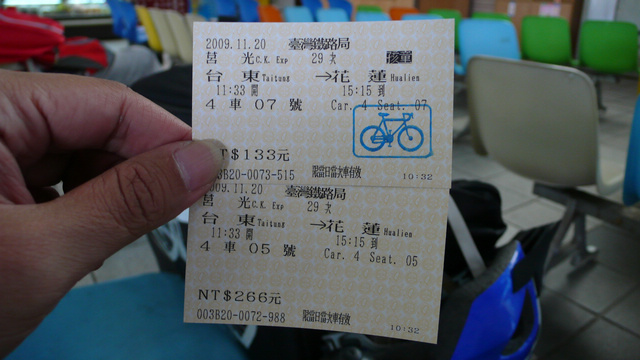 2009.11.20 臺灣鐵路局
莒 光 C.K. Exp 29 次 孩童
台 東 Taitung →花 蓮 Hualien
11:33 開 15:15 到
4 車 07 號 Car. 4 Seat. 07
T$133元
03B20-0073-515 限當日當次車有效 10:32
2009.11.20 臺灣鐵路局
莒 光 C.K. Exp 29 次
台 東 Taitung →花 蓮 Hualien
11:33 開 15:15 到
4 車 05 號 Car. 4 Seat. 05
NT$266元
003B20-0072-988 限當日當次車有效 10:32